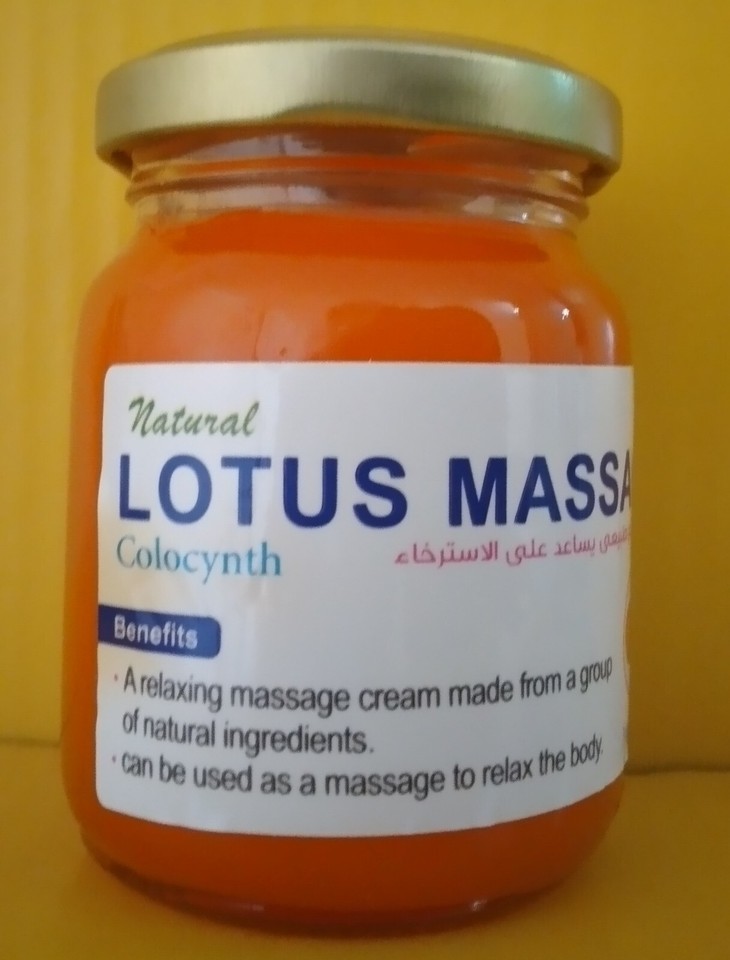 Natural
LOTUS MASSA
Colocynth
يساعد على الاسترخاء
Benefits
· A relaxing massage cream made from a group
of natural ingredients.
· can be used as a massage to relax the body.